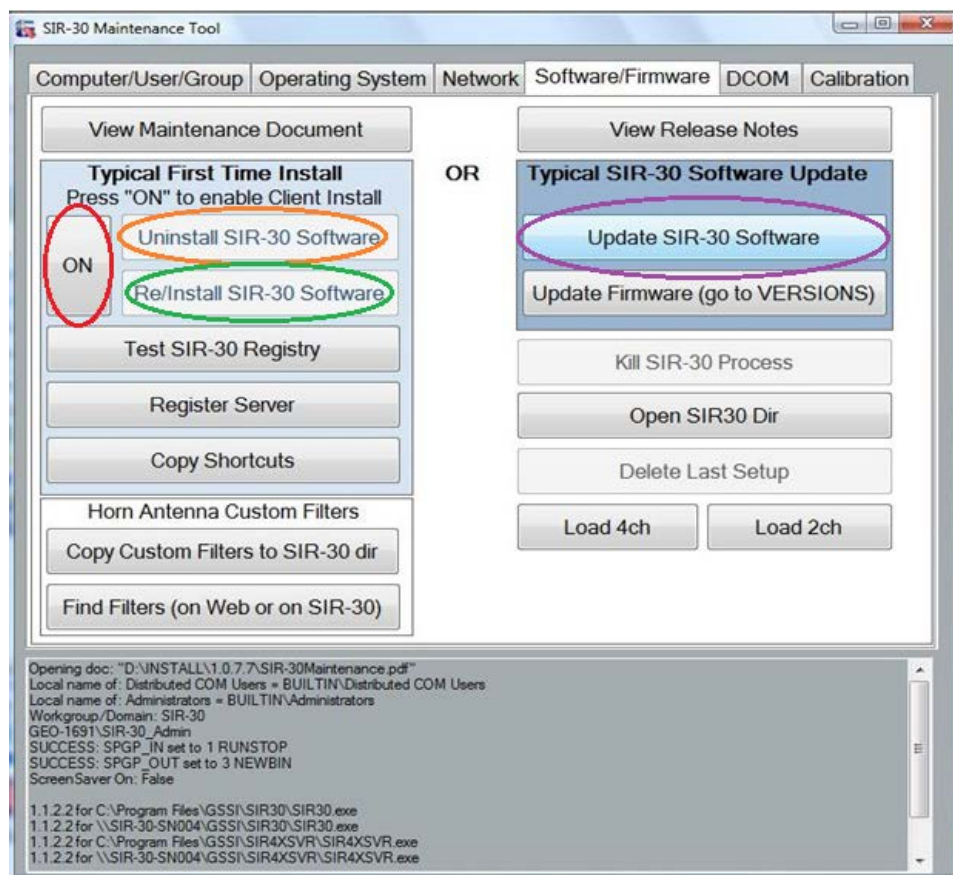 SIR-30 Maintenance Tool
Computer/User/Group Operating System Network Software/Firmware DCOM Calibration
View Maintenance Document
Typical First Time Install
Press "ON" to enable Client Install
ON
Uninstall SIR-30 Software
Re/Install SIR-30 Software
Test SIR-30 Registry
Register Server
Copy Shortcuts
Horn Antenna Custom Filters
Copy Custom Filters to SIR-30 dir
Find Filters (on Web or on SIR-30)
OR
View Release Notes
Typical SIR-30 Software Update
Update SIR-30 Software
Update Firmware (go to VERSIONS)
Kill SIR-30 Process
Open SIR30 Dir
Delete Last Setup
Load 4ch
Load 2ch
Opening doc: "D:\INSTALL\1.0.7.7\SIR-30Maintenance.pdf"
Local name of: Distributed COM Users = BUILTIN\Distributed COM Users
Local name of: Administrators = BUILTIN\Administrators
Workgroup/Domain: SIR-30
GEO-1691\SIR-30_Admin
SUCCESS: SPGP_IN set to 1 RUNSTOP
SUCCESS: SPGP_OUT set to 3 NEWBIN
ScreenSaver On: False
1.1.2.2 for C:\Program Files\GSSI\SIR30\SIR30.exe
1.1.2.2 for \\SIR-30-SN004\GSSI\SIR30\SIR30.exe
1.1.2.2 for C:\Program Files\GSSI\SIR4XSVR\SIR4XSVR.exe
1.1.2.2 for \\SIR-30-SN004\GSSI\SIR4XSVR\SIR4XSVR.exe